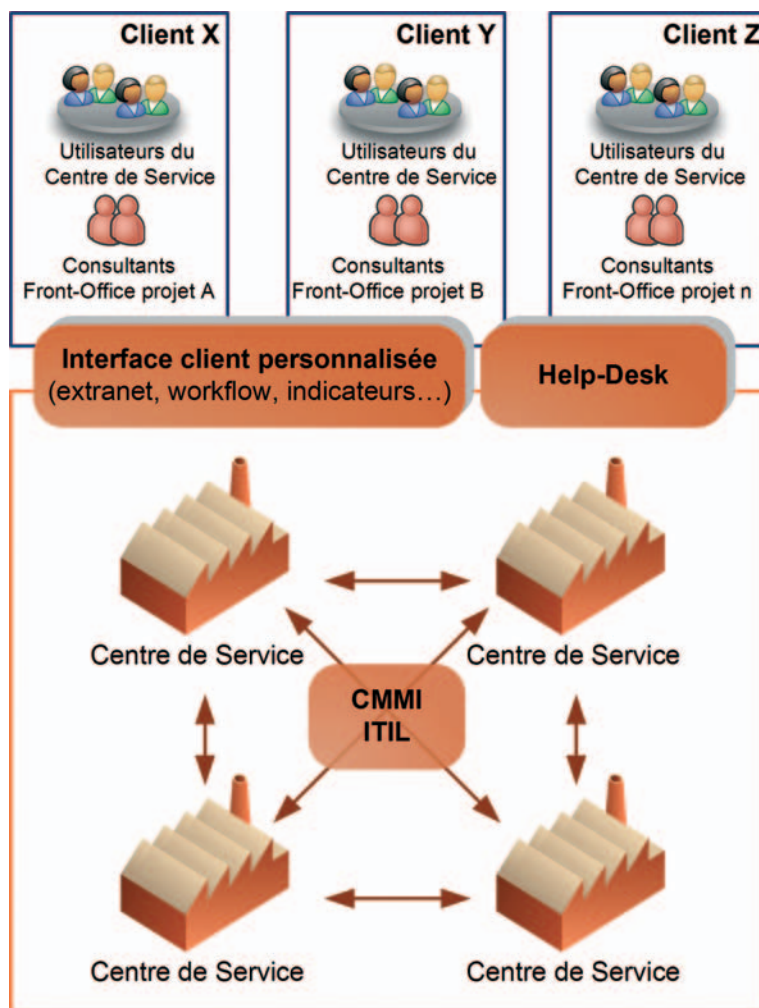 Client X
Client Y
Client Z
Utilisateurs du
Centre de Service
Utilisateurs du
Centre de Service
Utilisateurs du
Centre de Service
Consultants
Front-Office projet A
Consultants
Front-Office projet B
Consultants
Front-Office projet n
Interface client personnalisée
(extranet, workflow, indicateurs…)
Help-Desk
Centre de Service
Centre de Service
CMMI
ITIL
Centre de Service
Centre de Service